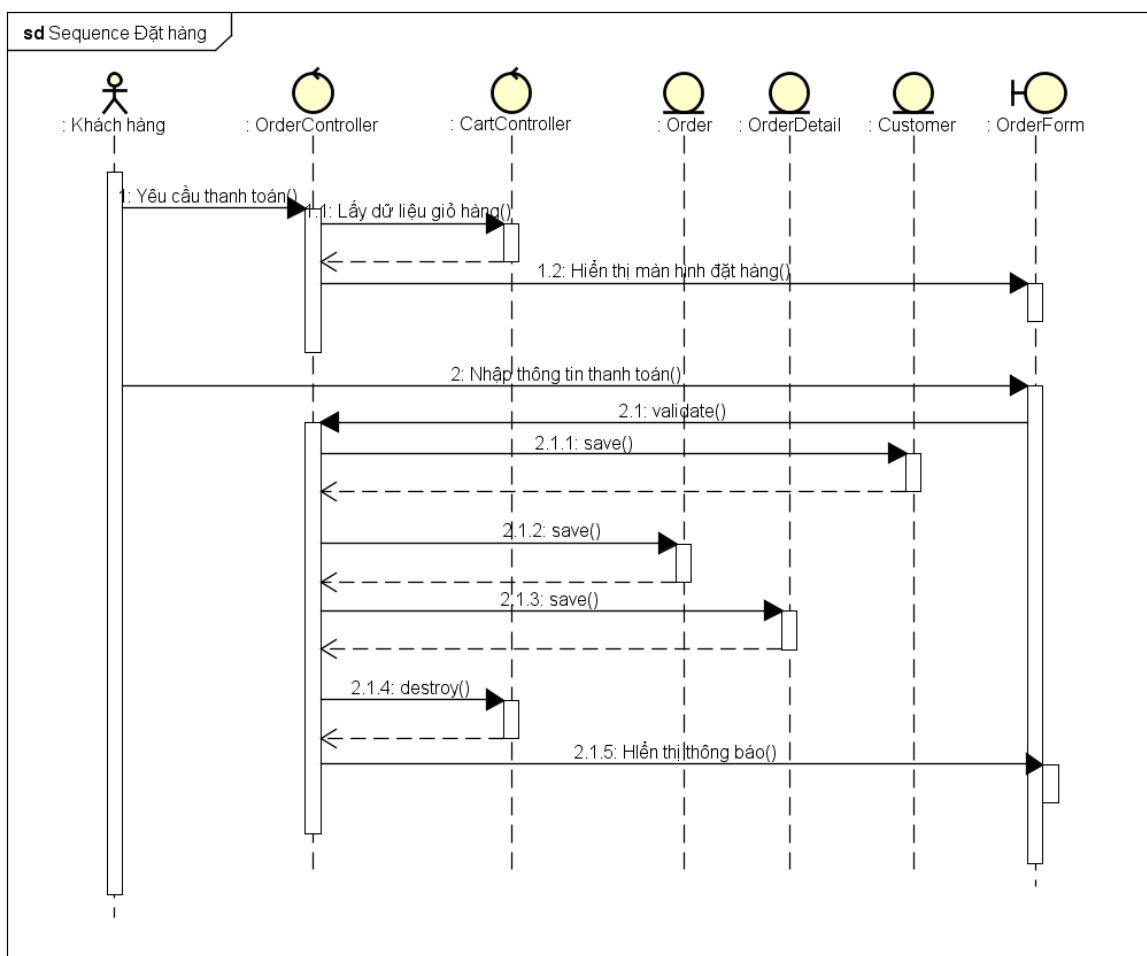 sd Sequence Đặt hàng
: Khách hàng
: OrderController
: CartController
: Order
: OrderDetail
: Customer
: OrderForm
1: Yêu cầu thanh toán()
1.1: Lấy dữ liệu giỏ hàng()
1.2: Hiển thị màn hình đặt hàng()
2: Nhập thông tin thanh toán()
2.1: validate()
2.1.1: save()
2.1.2: save()
2.1.3: save()
2.1.4: destroy()
2.1.5: HIển thị thông báo()